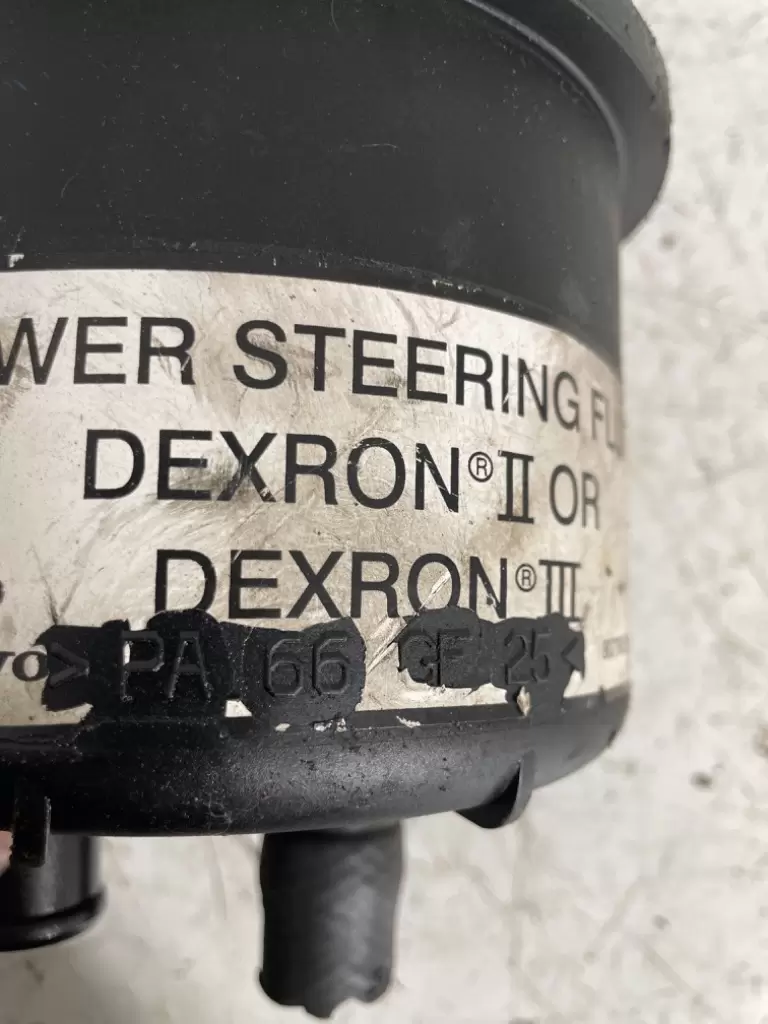 WER STEERING FL
DEXRON® II OR
DEXRON® III
>PA 66 GF 25<